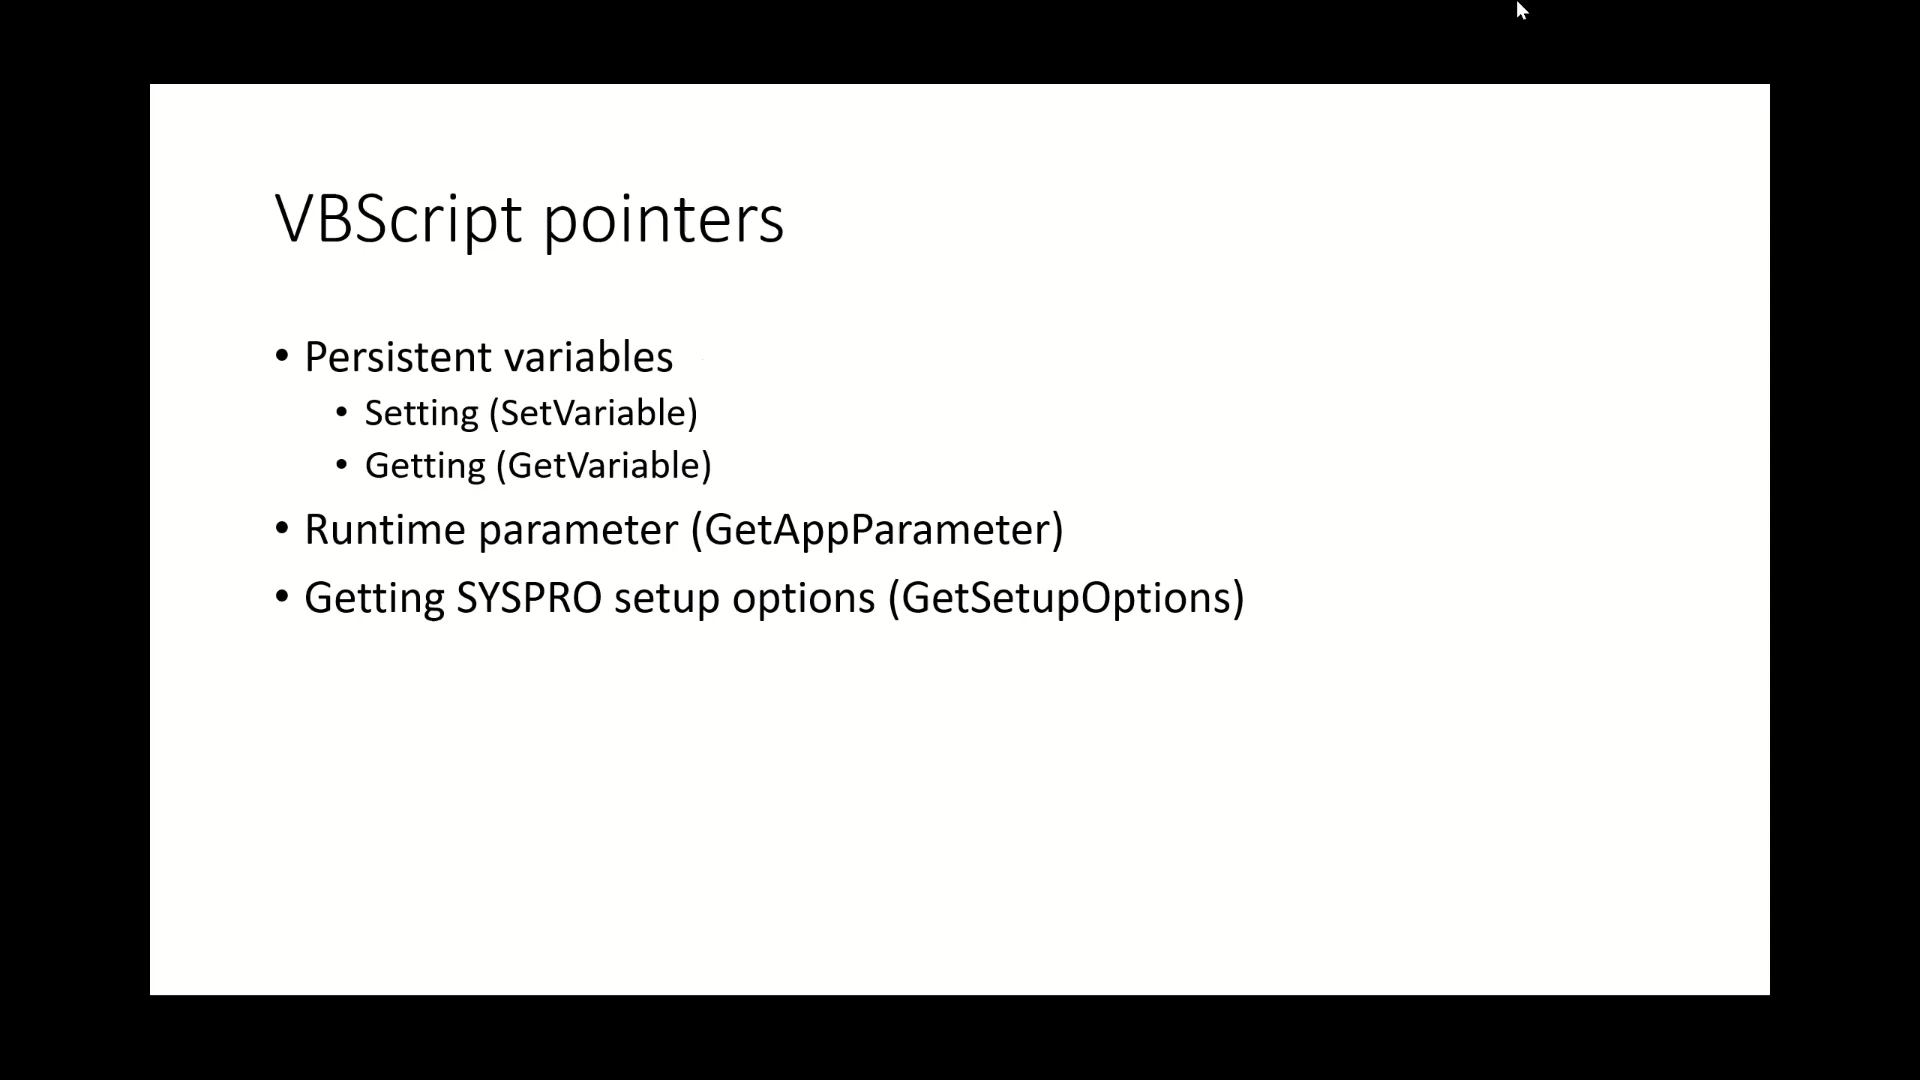 VBScript pointers
• Persistent variables
• Setting (SetVariable)
• Getting (GetVariable)
• Runtime parameter (GetAppParameter)
• Getting SYSPRO setup options (GetSetupOptions)